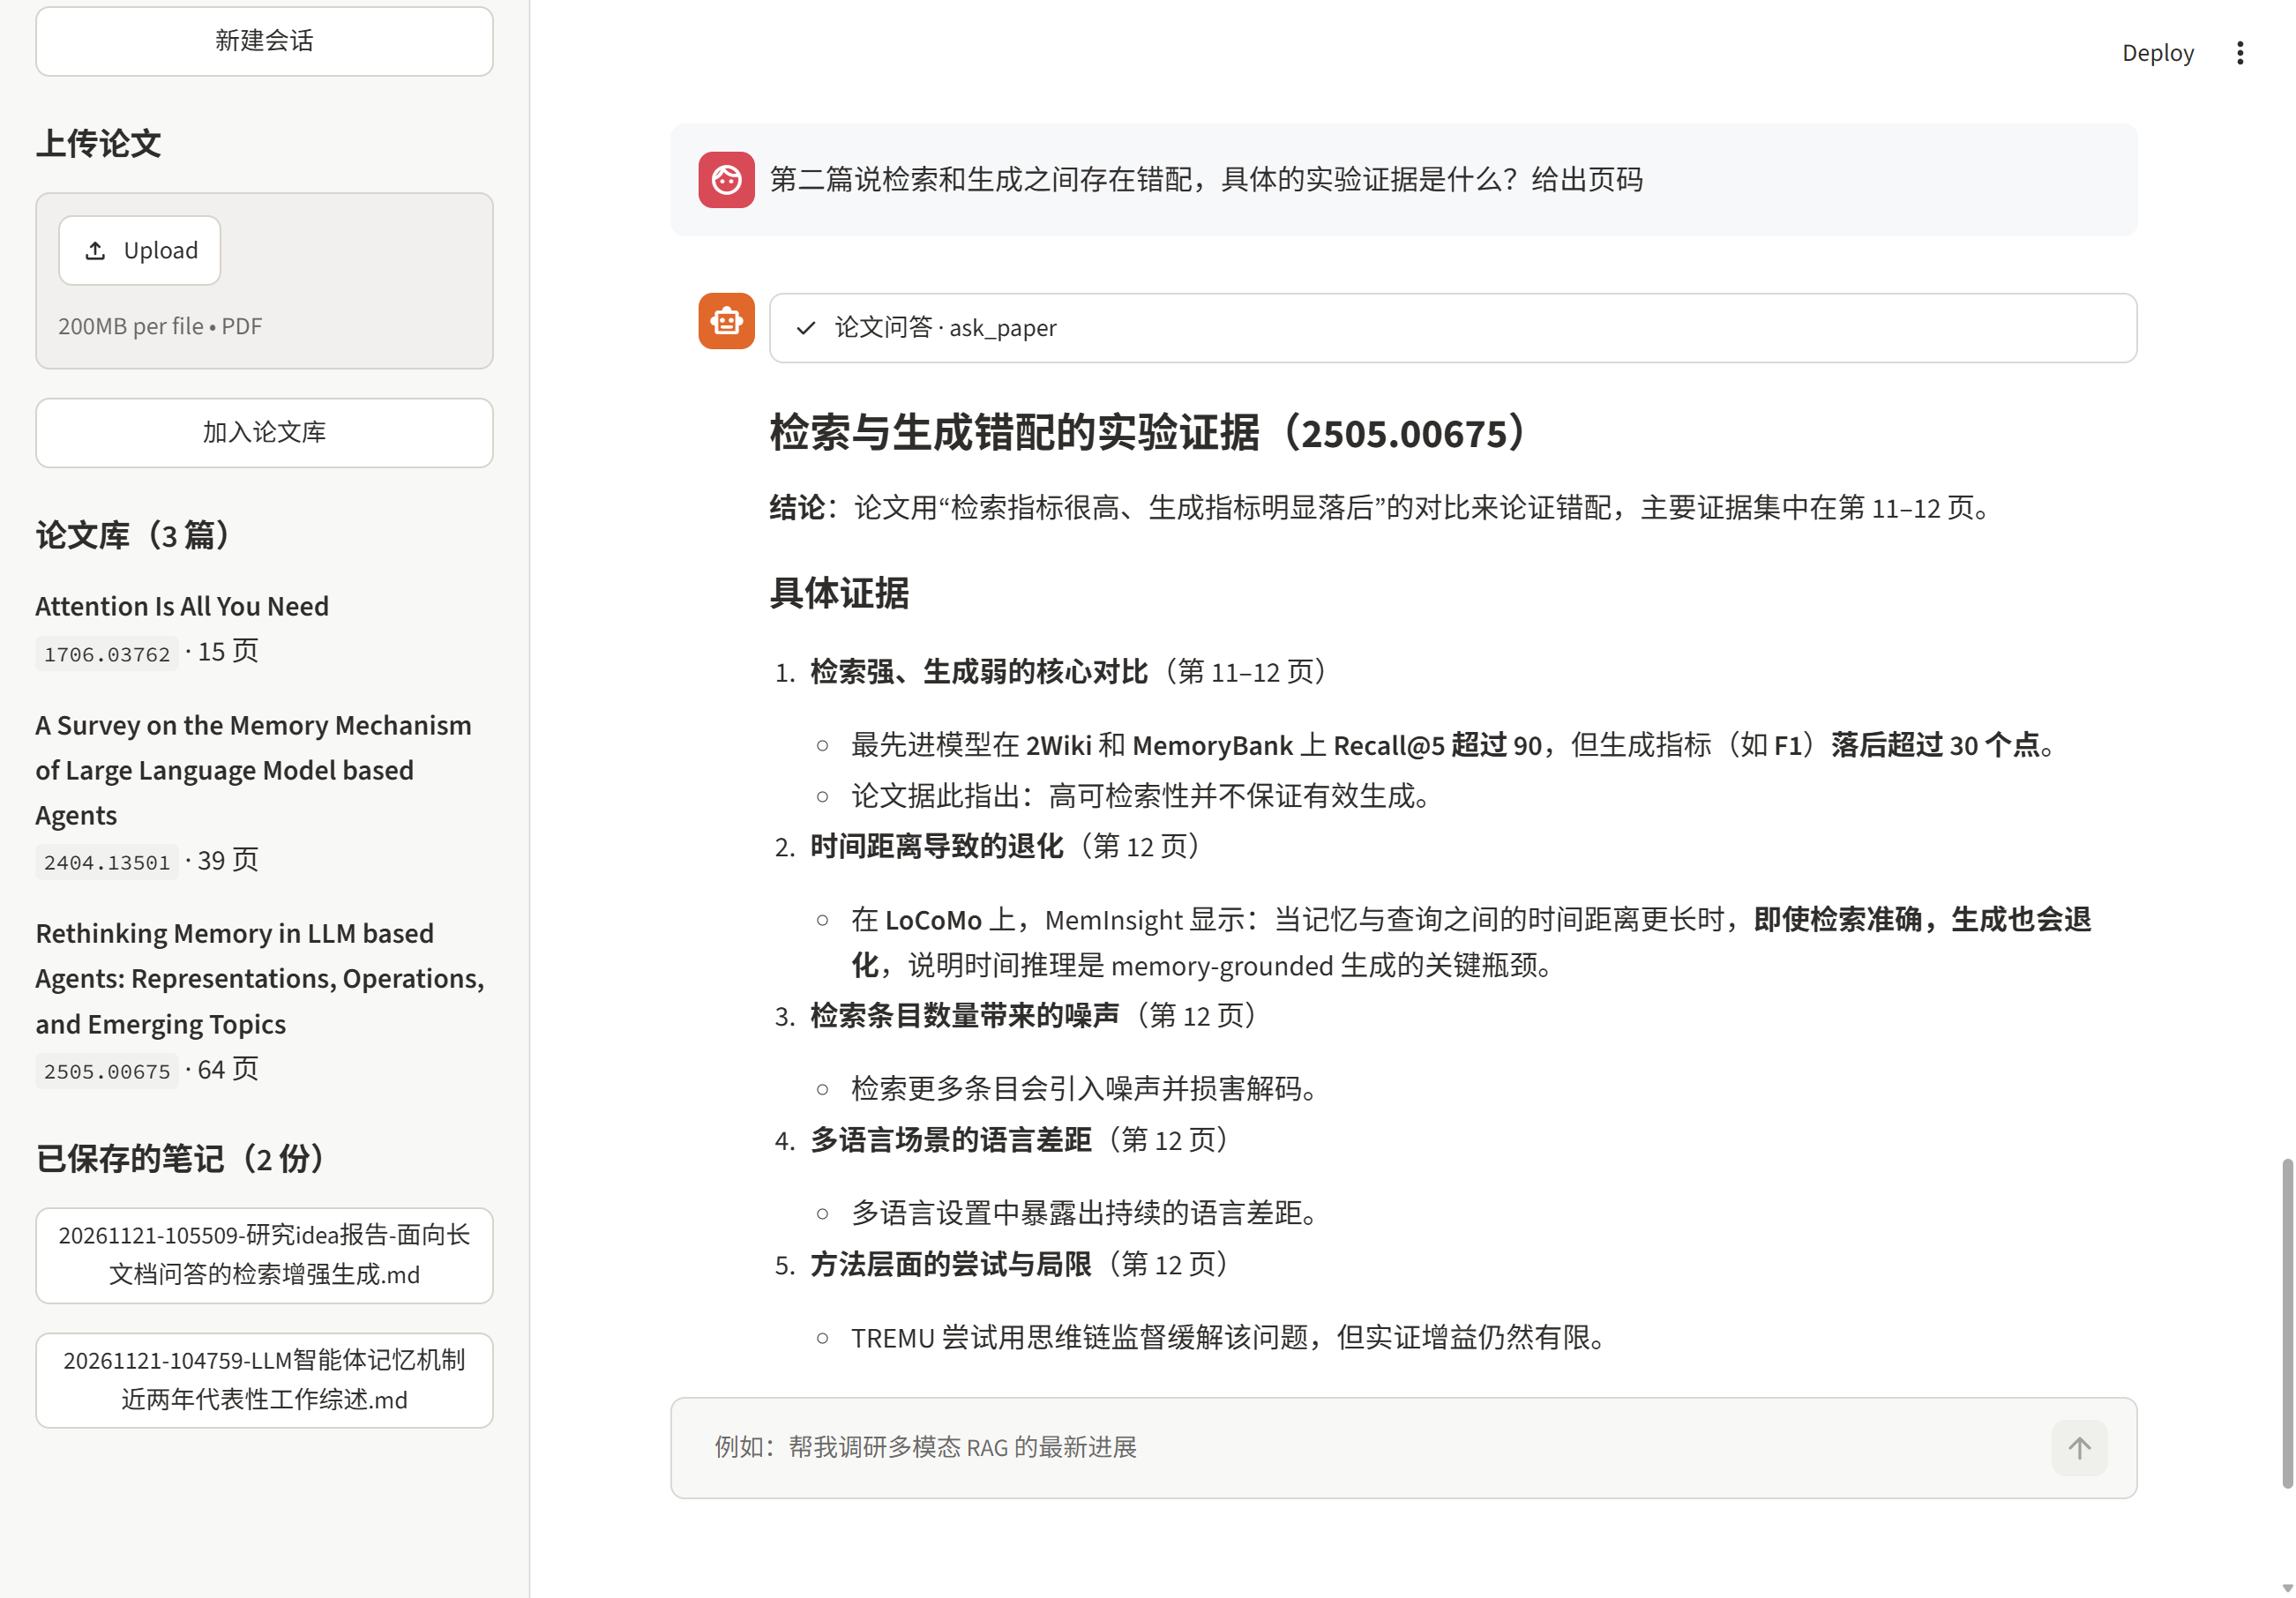 新建会话
上传论文
Upload
200MB per file • PDF
加入论文库
论文库（3 篇）
Attention Is All You Need
1706.03762 · 15 页
A Survey on the Memory Mechanism
of Large Language Model based
Agents
2404.13501 · 39 页
Rethinking Memory in LLM based
Agents: Representations, Operations,
and Emerging Topics
2505.00675 · 64 页
已保存的笔记（2 份）
20261121-105509-研究idea报告-面向长
文档问答的检索增强生成.md
20261121-104759-LLM智能体记忆机制
近两年代表性工作综述.md
Deploy
第二篇说检索和生成之间存在错配，具体的实验证据是什么？给出页码
论文问答 · ask_paper
检索与生成错配的实验证据（2505.00675）
结论：论文用“检索指标很高、生成指标明显落后”的对比来论证错配，主要证据集中在第 11–12 页。
具体证据
1. 检索强、生成弱的核心对比（第 11–12 页）
○ 最先进模型在 2Wiki 和 MemoryBank 上 Recall@5 超过 90，但生成指标（如 F1）落后超过 30 个点。
○ 论文据此指出：高可检索性并不保证有效生成。
2. 时间距离导致的退化（第 12 页）
○ 在 LoCoMo 上，MemInsight 显示：当记忆与查询之间的时间距离更长时，即使检索准确，生成也会退
化，说明时间推理是 memory-grounded 生成的关键瓶颈。
3. 检索条目数量带来的噪声（第 12 页）
○ 检索更多条目会引入噪声并损害解码。
4. 多语言场景的语言差距（第 12 页）
○ 多语言设置中暴露出持续的语言差距。
5. 方法层面的尝试与局限（第 12 页）
○ TREMU 尝试用思维链监督缓解该问题，但实证增益仍然有限。
例如：帮我调研多模态 RAG 的最新进展